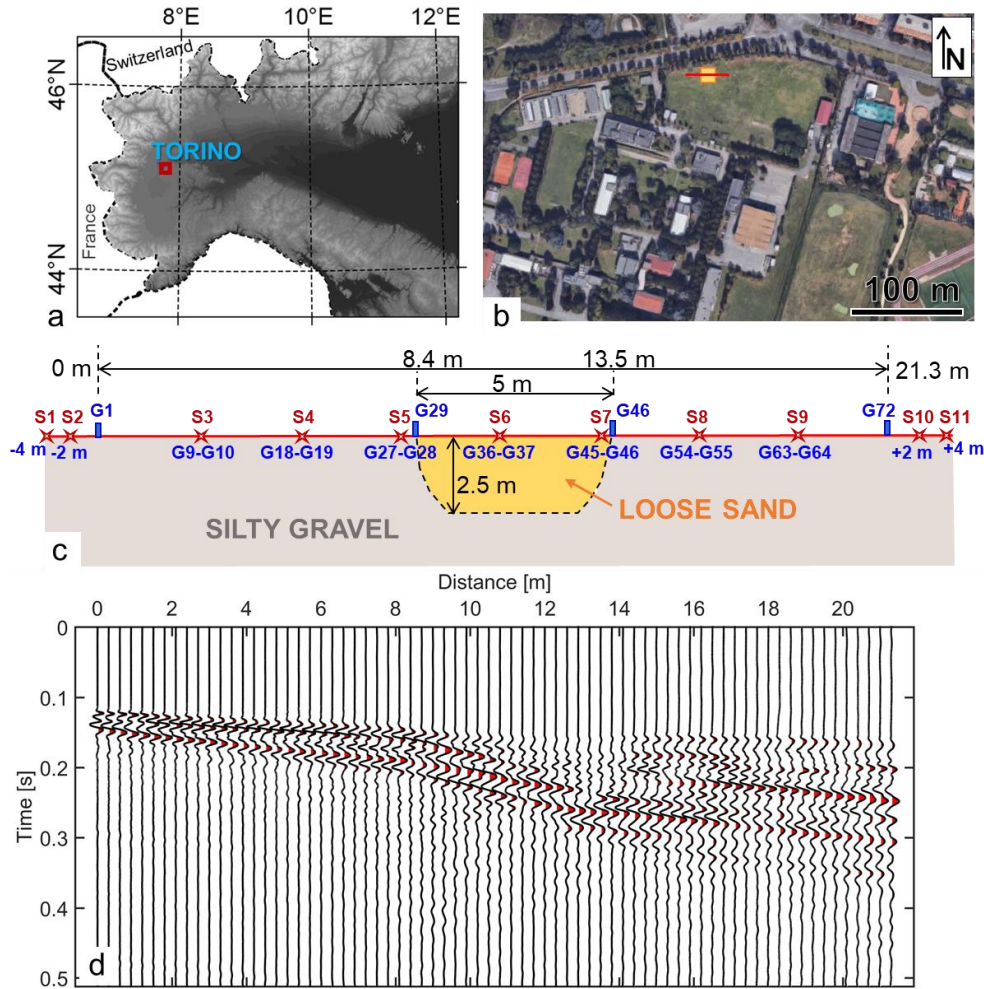 8°E 10°E 12°E
Switzerland
46°N
TORINO
France
44°N
a
N
100 m
b
0 m 8.4 m 13.5 m 21.3 m
5 m
S1 S2 G1 S3 S4 S5 G29 S6 S7 G46 S8 S9 G72 S10 S11
-4 m -2 m G9-G10 G18-G19 G27-G28 G36-G37 G45-G46 G54-G55 G63-G64 +2 m +4 m
2.5 m
LOOSE SAND
SILTY GRAVEL
c
Distance [m]
0 2 4 6 8 10 12 14 16 18 20
0
0.1
0.2
Time [s]
0.3
0.4
0.5
d